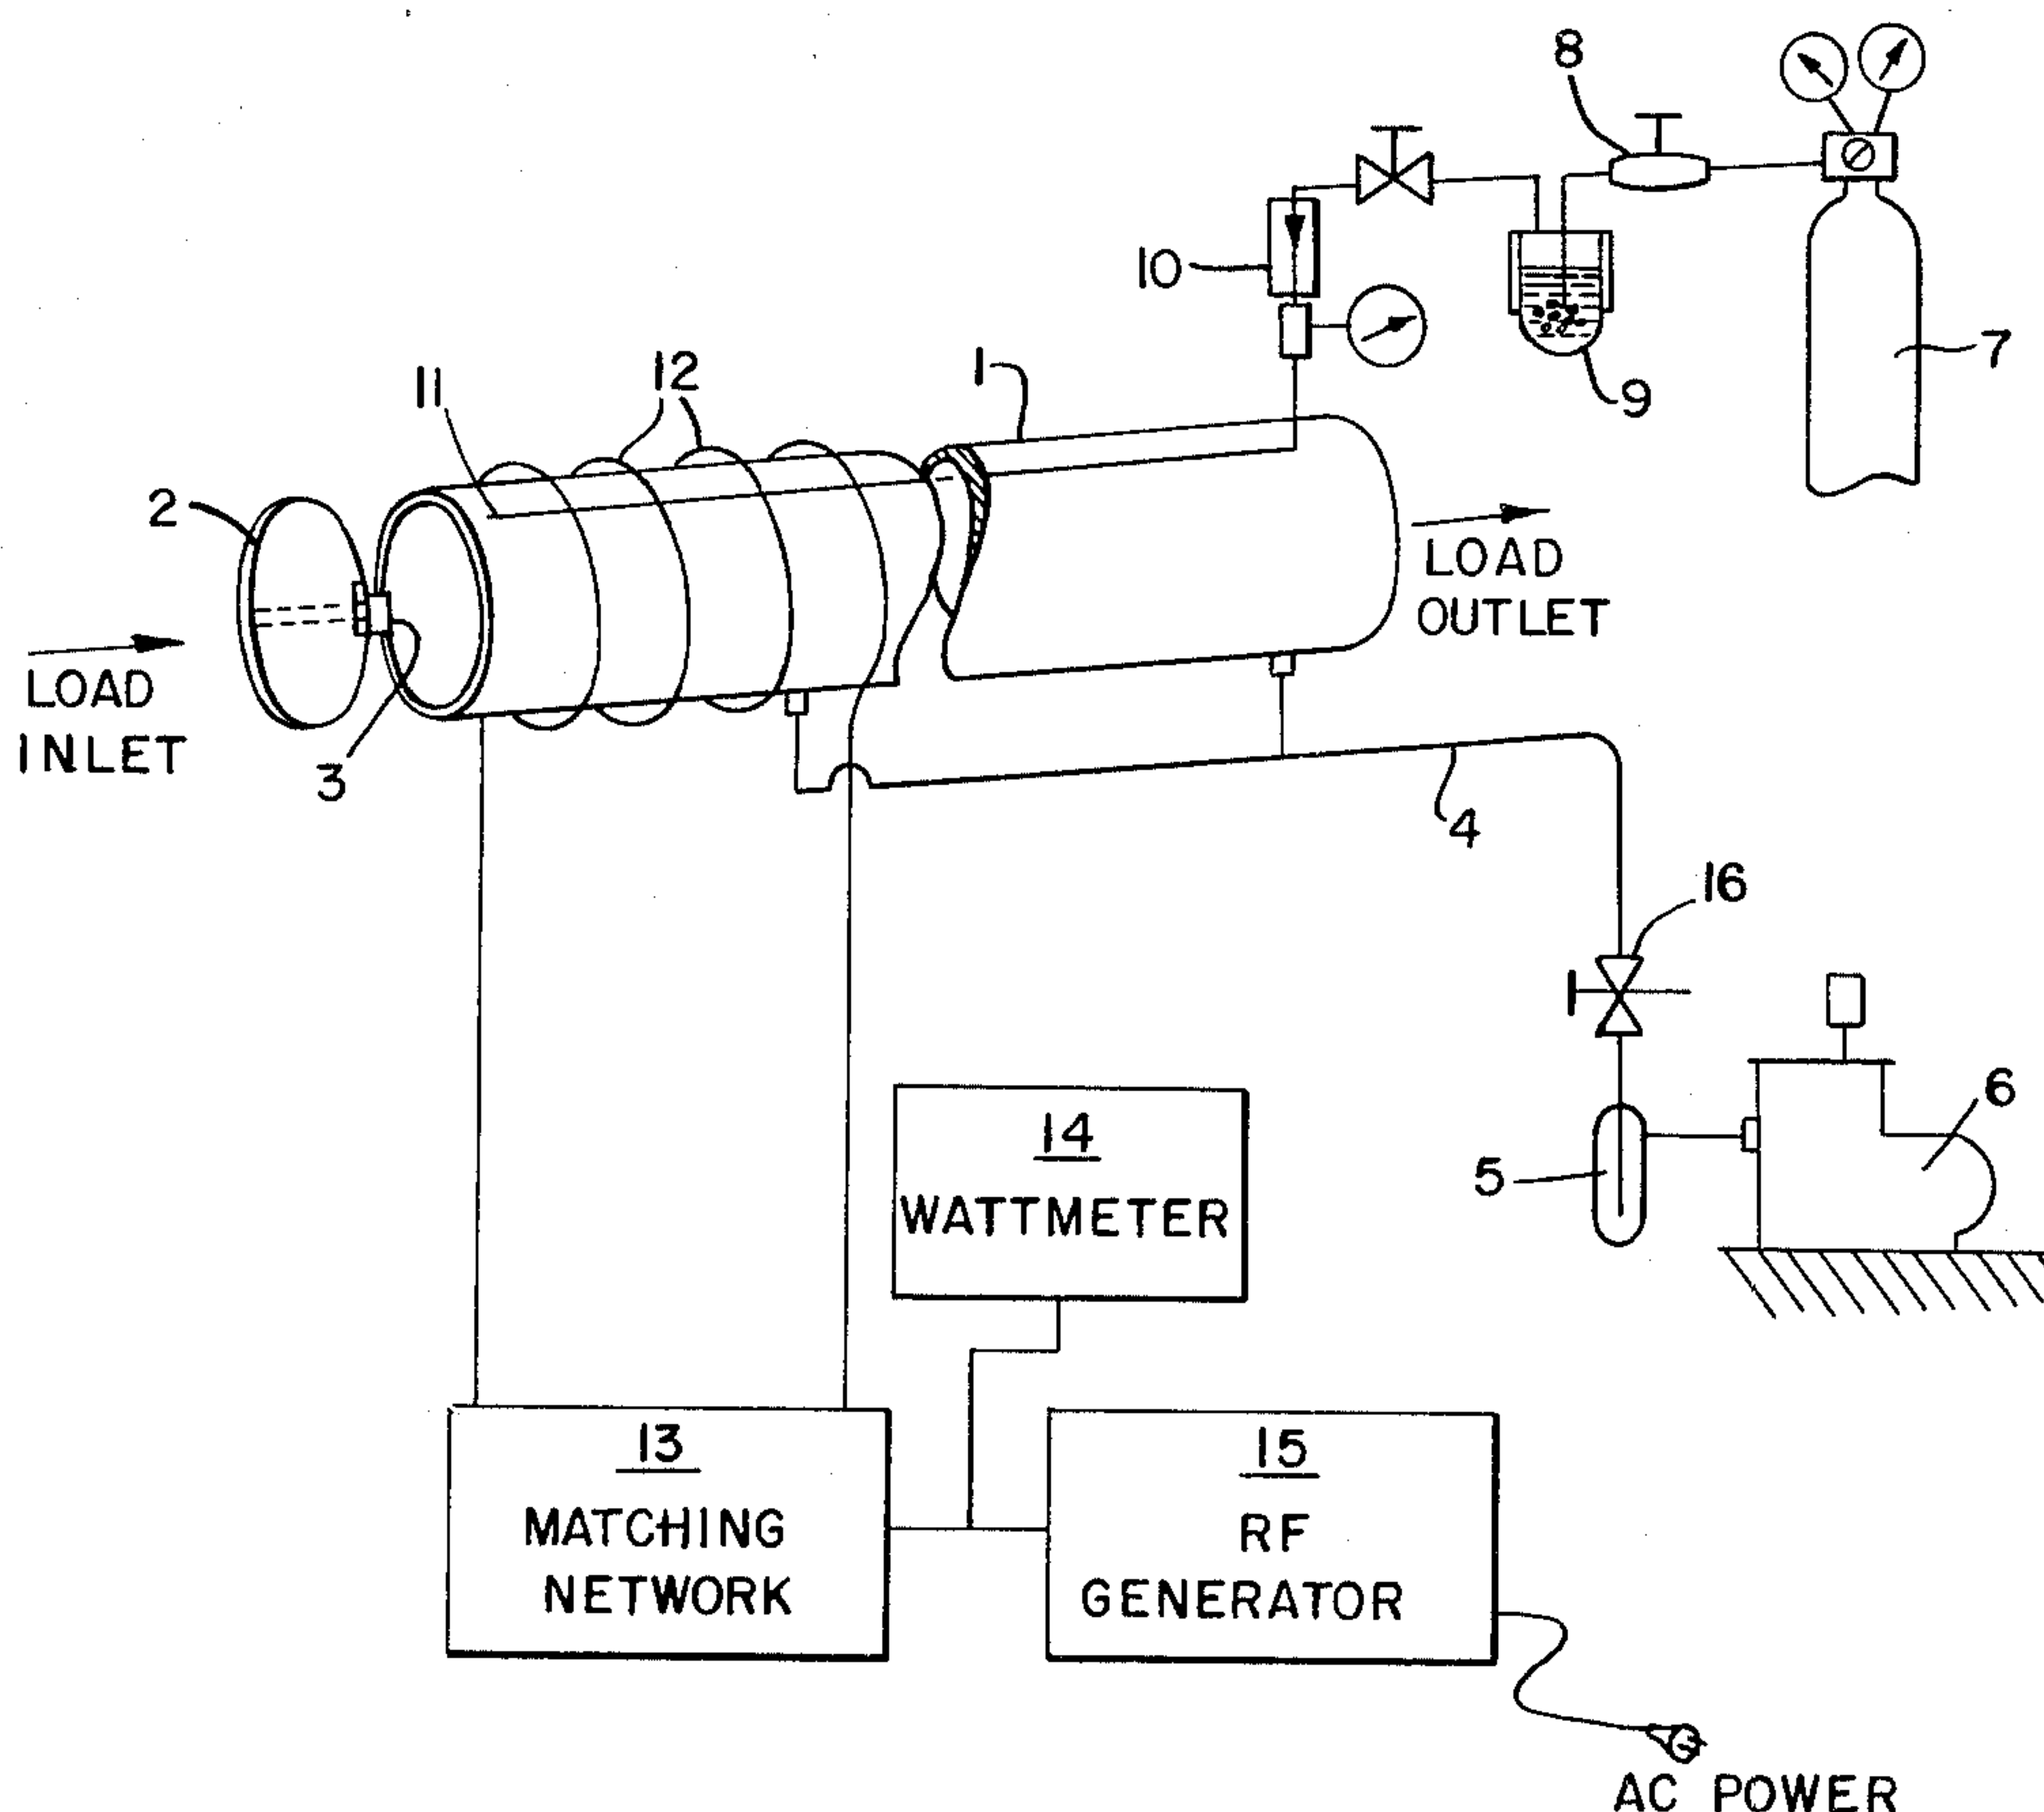 8
10
9
7
1
12
11
2
LOAD
OUTLET
LOAD
INLET
3
4
16
6
5
14
WATTMETER
13
MATCHING
NETWORK
15
RF
GENERATOR
AC POWER